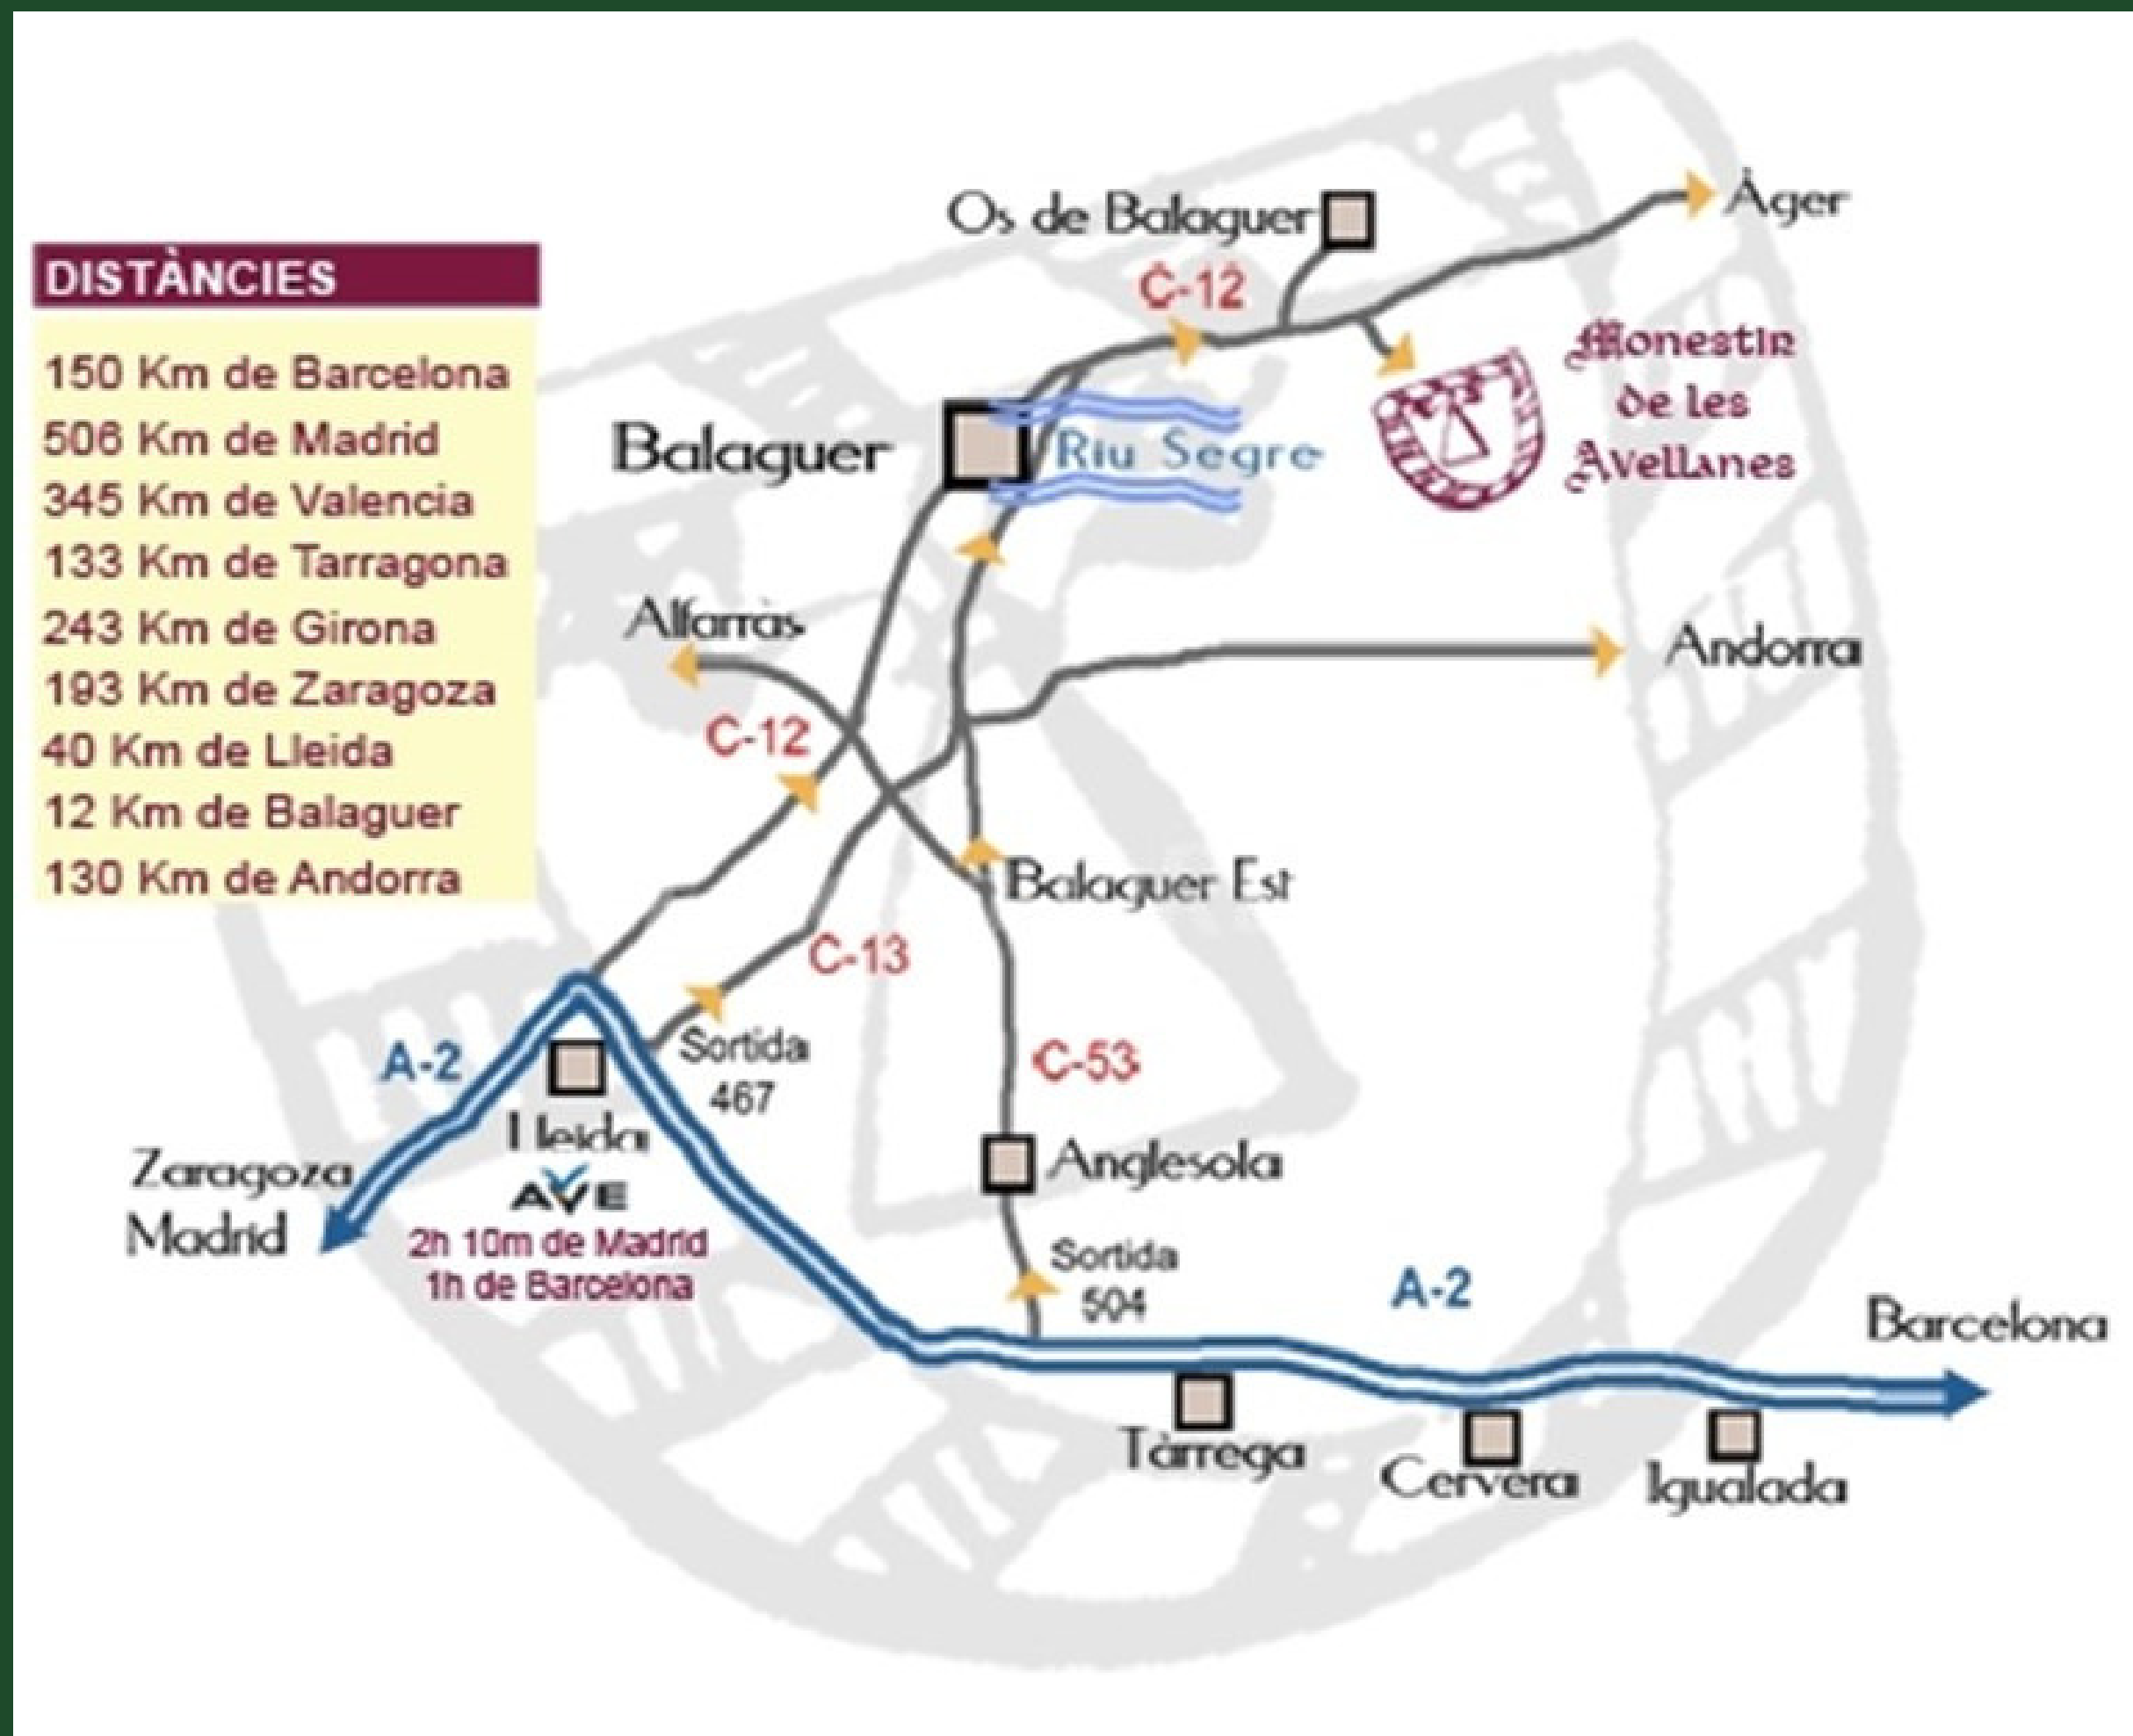 DISTÀNCIES
150 Km de Barcelona
506 Km de Madrid
345 Km de Valencia
133 Km de Tarragona
243 Km de Girona
193 Km de Zaragoza
40 Km de Lleida
12 Km de Balaguer
130 Km de Andorra
Os de Balaguer
Àger
C-12
Monestir
de les
Avellanes
Balaguer
Riu Segre
Alfarràs
Andorra
C-12
Balaguer Est
C-13
A-2
Sortida
467
C-53
Lleida
Zaragoza
Madrid
AVE
2h 10m de Madrid
1h de Barcelona
Anglesola
Sortida
504
A-2
Barcelona
Tàrrega
Cervera
Igualada